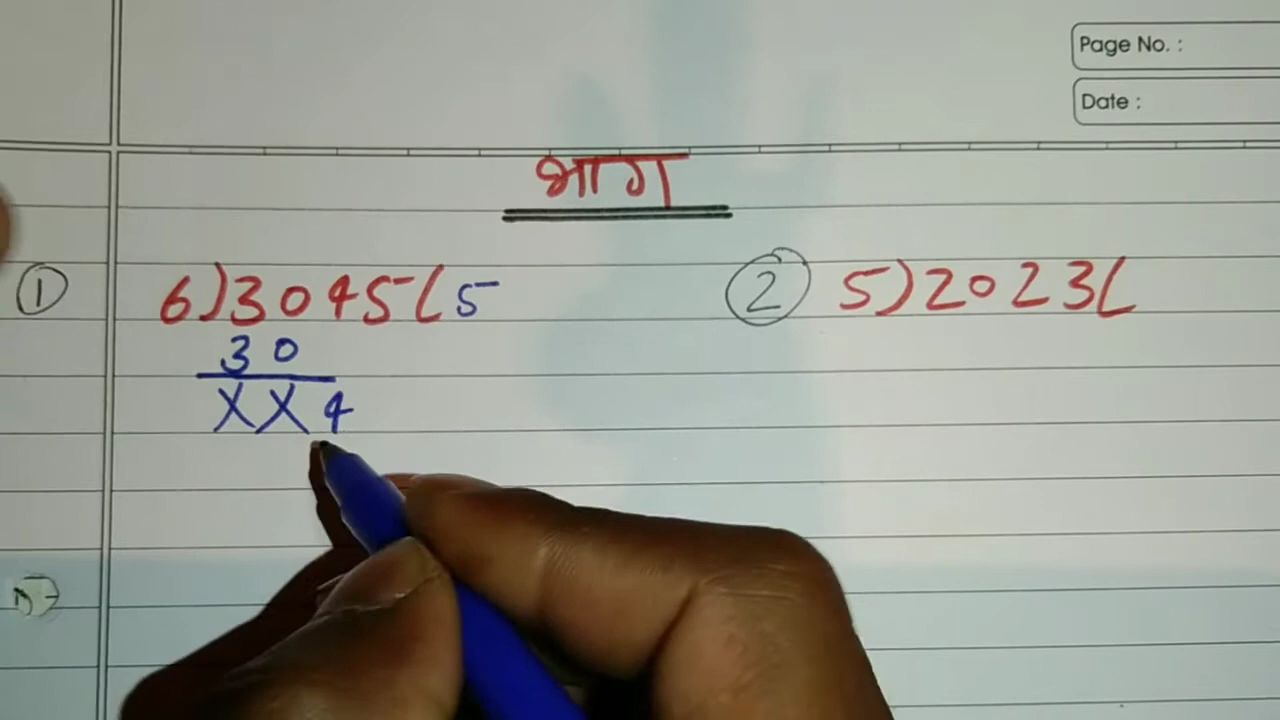 Page No. :
Date :
भाग
① 6)3045(5
30
XX4
② 5)2023(